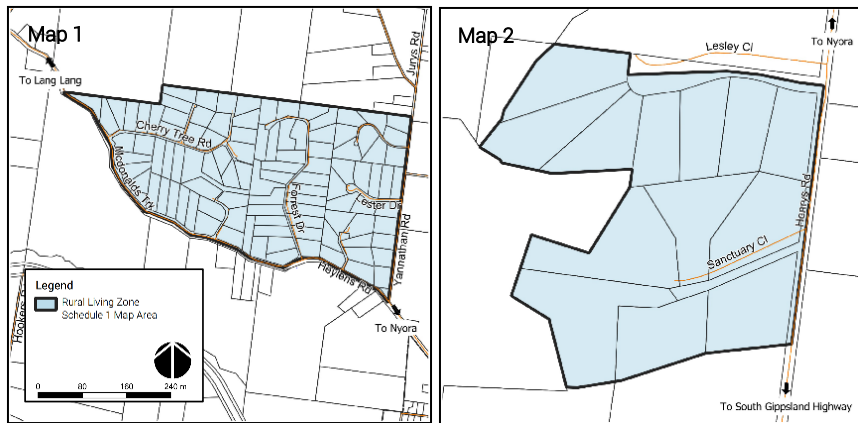 Map 1
To Lang Lang
Jurys Rd
Cherry Tree Rd
Mcdonalds Trk
Forrest Dr
Lester Dr
Yannathan Rd
Heylens Rd
To Nyora
Legend
Rural Living Zone
Schedule 1 Map Area
0 80 160 240 m
Map 2
Lesley Cl
To Nyora
Henrys Rd
Sanctuary Cl
To South Gippsland Highway